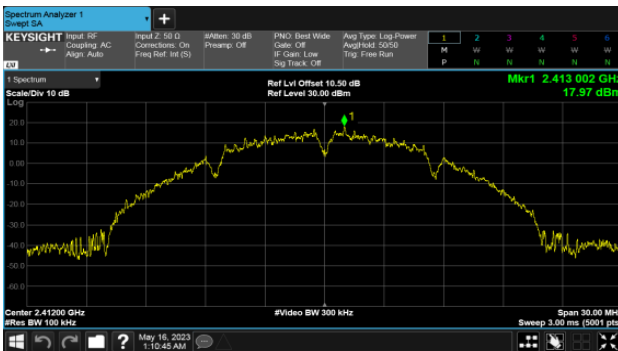 Spectrum Analyzer 1
Swept SA
+
KEYSIGHT Input: RF Input Z: 50 Ω #Atten: 30 dB PNO: Best Wide Avg Type: Log-Power 1 2 3 4 5 6
Coupling: AC Corrections: On Preamp: Off Gate: Off Avg|Hold: 50/50 M W W W W W
Align: Auto Freq Ref: Int (S) IF Gain: Low Trig: Free Run
Sig Track: Off P N N N N N
LXI
1 Spectrum Ref Lvl Offset 10.50 dB Mkr1 2.413 002 GHz
Scale/Div 10 dB Ref Level 30.00 dBm 17.97 dBm
Log
1
20.0
10.0
0.00
-10.0
-20.0
-30.0
-40.0
-50.0
-60.0
Center 2.41200 GHz #Video BW 300 kHz Span 30.00 MH
#Res BW 100 kHz Sweep 3.00 ms (5001 pts
? May 16, 2023
1:10:45 AM